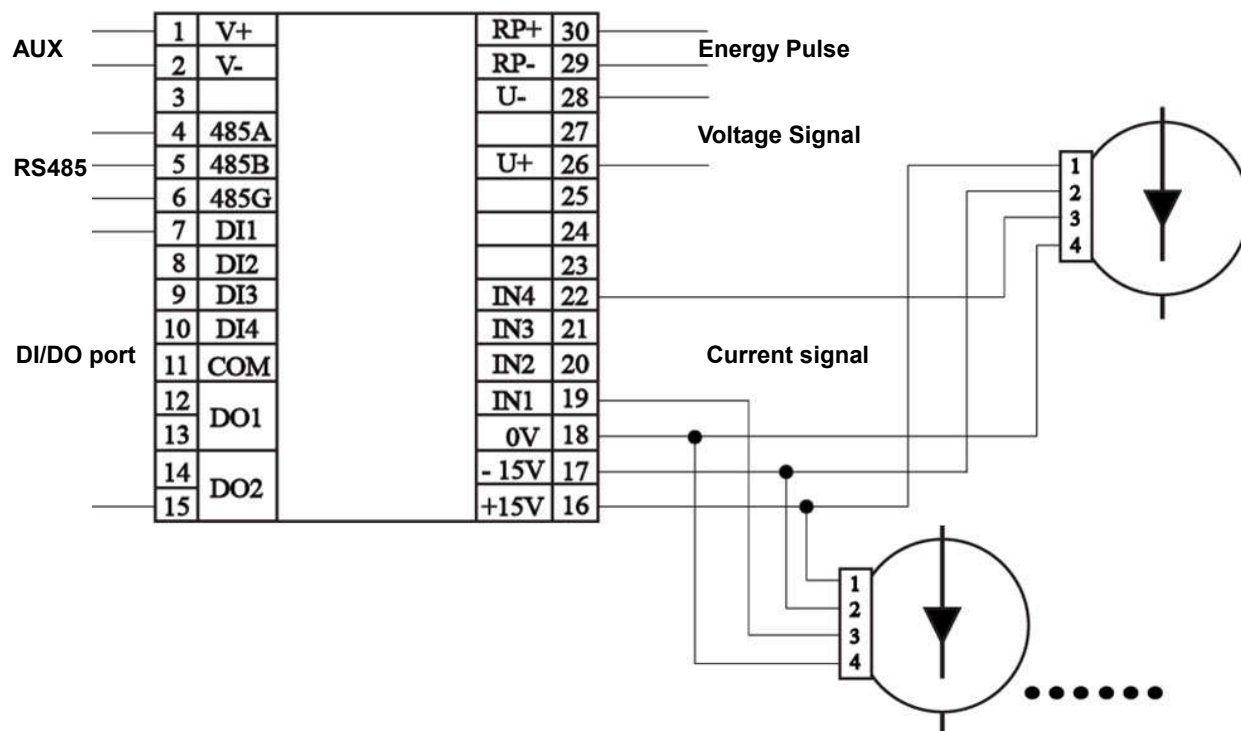 AUX
RS485
DI/DO port
1 V+
2 V-
3
4 485A
5 485B
6 485G
7 DI1
8 DI2
9 DI3
10 DI4
11 COM
12
DO1
13
14
DO2
15
RP+ 30
RP- 29
U- 28
27
U+ 26
25
24
23
IN4 22
IN3 21
IN2 20
IN1 19
0V 18
- 15V 17
+15V 16
Energy Pulse
Voltage Signal
Current signal
1
2
3
4
1
2
3
4